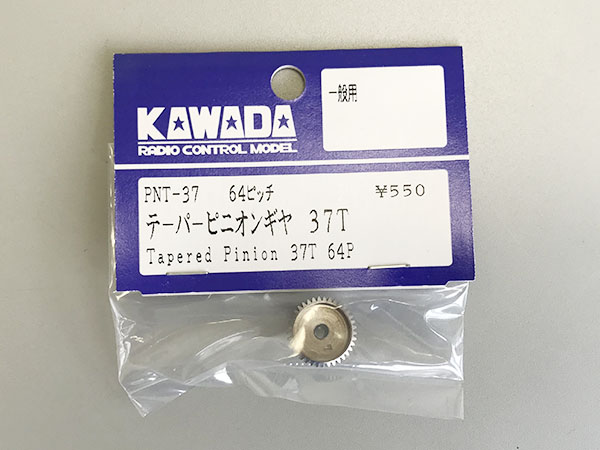 一般用
KAWADA
RADIO CONTROL MODEL
PNT-37 64ピッチ ¥550
テーパーピニオンギヤ 37T
Tapered Pinion 37T 64P